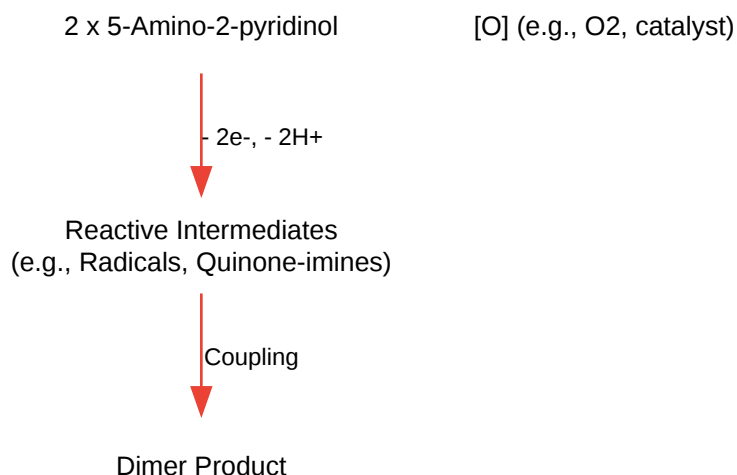 2 x 5-Amino-2-pyridinol
[O] (e.g., O2, catalyst)
- 2e-, - 2H+
Reactive Intermediates
(e.g., Radicals, Quinone-imines)
Coupling
Dimer Product